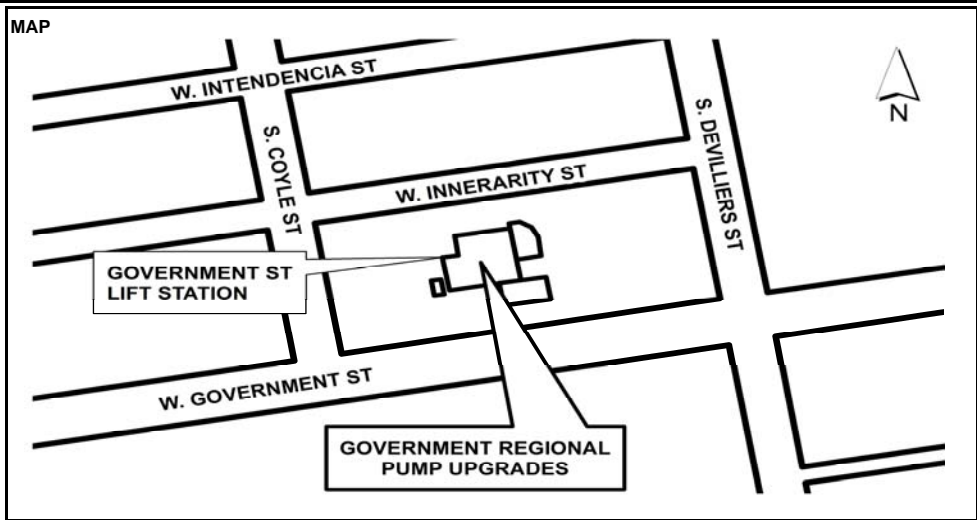 MAP
W. INTENDENCIA ST
S. COYLE ST
S. DEVILLIERS ST
N
W. INNERARITY ST
GOVERNMENT ST
LIFT STATION
W. GOVERNMENT ST
GOVERNMENT REGIONAL
PUMP UPGRADES